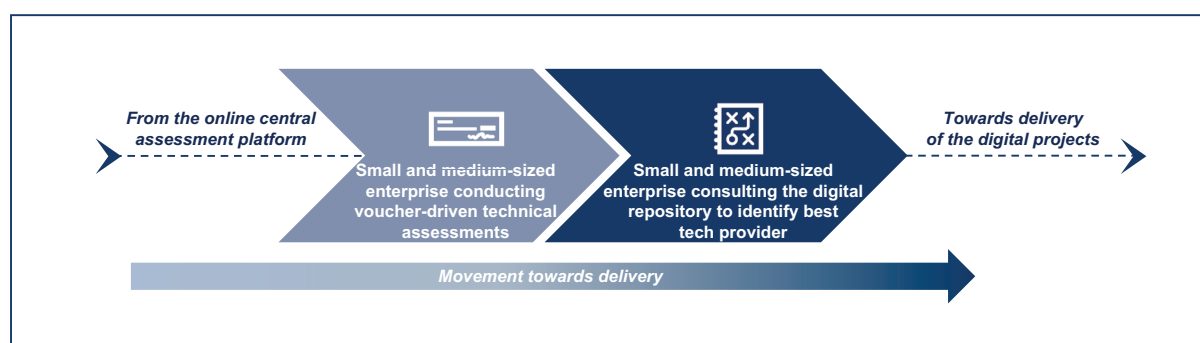 From the online central
assessment platform
Small and medium-sized
enterprise conducting
voucher-driven technical
assessments
Small and medium-sized
enterprise consulting the digital
repository to identify best
tech provider
Towards delivery
of the digital projects
Movement towards delivery